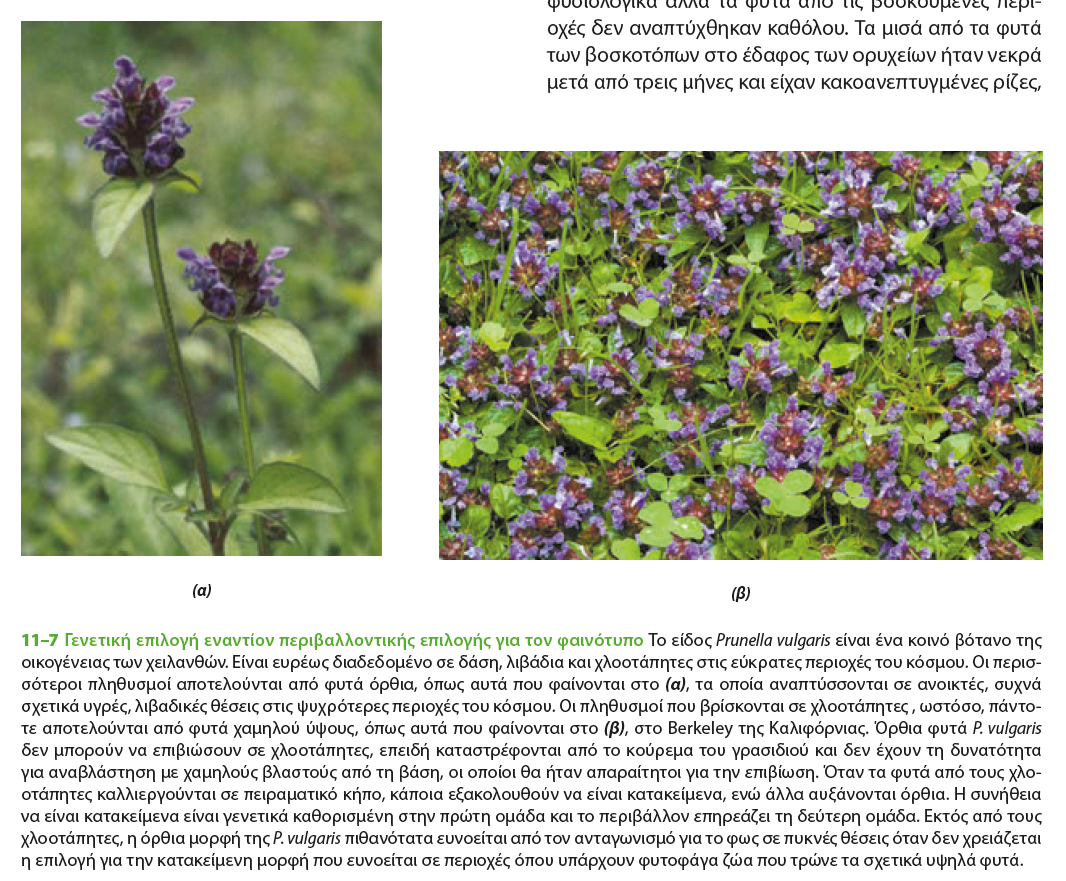 φυσιολογικά αλλά τα φυτά από τις βοσκούμενες περι-
οχές δεν αναπτύχθηκαν καθόλου. Τα μισά από τα φυτά
των βοσκοτόπων στο έδαφος των ορυχείων ήταν νεκρά
μετά από τρεις μήνες και είχαν κακοανεπτυγμένες ρίζες,
(α)
(β)
11–7 Γενετική επιλογή εναντίον περιβαλλοντικής επιλογής για τον φαινότυπο Το είδος Prunella vulgaris είναι ένα κοινό βότανο της
οικογένειας των χειλανθών. Είναι ευρέως διαδεδομένο σε δάση, λιβάδια και χλοοτάπητες στις εύκρατες περιοχές του κόσμου. Οι περισ-
σότεροι πληθυσμοί αποτελούνται από φυτά όρθια, όπως αυτά που φαίνονται στο (α), τα οποία αναπτύσσονται σε ανοικτές, συχνά
σχετικά υγρές, λιβαδικές θέσεις στις ψυχρότερες περιοχές του κόσμου. Οι πληθυσμοί που βρίσκονται σε χλοοτάπητες , ωστόσο, πάντο-
τε αποτελούνται από φυτά χαμηλού ύψους, όπως αυτά που φαίνονται στο (β), στο Berkeley της Καλιφόρνιας. Όρθια φυτά P. vulgaris
δεν μπορούν να επιβιώσουν σε χλοοτάπητες, επειδή καταστρέφονται από το κούρεμα του γρασιδιού και δεν έχουν τη δυνατότητα
για αναβλάστηση με χαμηλούς βλαστούς από τη βάση, οι οποίοι θα ήταν απαραίτητοι για την επιβίωση. Όταν τα φυτά από τους χλο-
οτάπητες καλλιεργούνται σε πειραματικό κήπο, κάποια εξακολουθούν να είναι κατακείμενα, ενώ άλλα αυξάνονται όρθια. Η συνήθεια
να είναι κατακείμενα είναι γενετικά καθορισμένη στην πρώτη ομάδα και το περιβάλλον επηρεάζει τη δεύτερη ομάδα. Εκτός από τους
χλοοτάπητες, η όρθια μορφή της P. vulgaris πιθανότατα ευνοείται από τον ανταγωνισμό για το φως σε πυκνές θέσεις όταν δεν χρειάζεται
η επιλογή για την κατακείμενη μορφή που ευνοείται σε περιοχές όπου υπάρχουν φυτοφάγα ζώα που τρώνε τα σχετικά υψηλά φυτά.